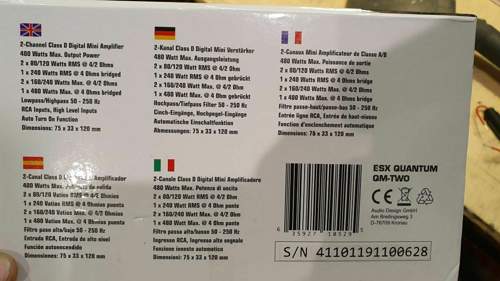 2-Channel Class D Digital Mini Amplifier
480 Watts Max. Output Power
2 x 80/120 Watts RMS @ 4/2 Ohms
1 x 240 Watts RMS @ 4 Ohms bridged
2 x 160/240 Watts Max. @ 4/2 Ohms
1 x 480 Watts Max. @ 4 Ohms bridged
Lowpass/Highpass 50 - 250 Hz
RCA Inputs, High Level Inputs
Auto Turn On Function
Dimensions: 75 x 33 x 120 mm
2-Kanal Class D Digital Mini Verstärker
480 Watt Max. Ausgangsleistung
2 x 80/120 Watt RMS @ 4/2 Ohm
1 x 240 Watt RMS @ 4 Ohm gebrückt
2 x 160/240 Watt Max. @ 4/2 Ohm
1 x 480 Watt Max. @ 4 Ohm gebrückt
Hochpass/Tiefpass Filter 50 - 250 Hz
Cinch-Eingänge, Hochpegel-Eingänge
Automatische Einschaltfunktion
Abmessungen: 75 x 33 x 120 mm
2-Canaux Mini Amplificateur de Classe A/B
480 Watts Max. Puissance de sortie
2 x 80/120 Watts RMS @ 4/2 Ohms
1 x 240 Watts RMS @ 4 Ohms bridge
2 x 160/240 Watts Max. @ 4/2 Ohms
1 x 480 Watts Max. @ 4 Ohms bridge
Filtre passe-haut/passe-bas 50 - 250 Hz
Entrée ligne RCA, Entrée de haut-niveau
Fonction d'enclenchement automatique
Dimensions: 75 x 33 x 120 mm
2-Canal Class D Mini Amplificador
480 Watts Max. de salida
2 x 80/120 Vatios RMS @ 4/2 Ohmios
1 x 240 Vatios RMS @ 4 Ohmios puente
2 x 160/240 Vatios Max. @ 4/2 Ohmios
1 x 480 Vatios Max. @ 4 Ohmios puente
Filtro paso alto/bajo 50 - 250 Hz
Entrada RCA, Entrada de alto nivel
Función autoencendido
Dimensiones: 75 x 33 x 120 mm
2-Canale Class D Digital Mini Amplificadore
480 Watt Max. Potenza di uscita
2 x 80/120 Watt RMS @ 4/2 Ohm
1 x 240 Watt RMS @ 4 Ohm ponte
2 x 160/240 Watt Max. @ 4/2 Ohm
1 x 480 Watt Max. @ 4 Ohm ponte
Filtro passa alto/basso 50 - 250 Hz
Ingresso RCA, Ingresso alto segnale
Funzione innesto automatico
Dimensioni: 75 x 33 x 120 mm
ESX QUANTUM
QM-TWO
CE
Audio Design GmbH
Am Breilingsweg 3
D-76709 Kronau
35927 18529
S/N 41101191100628